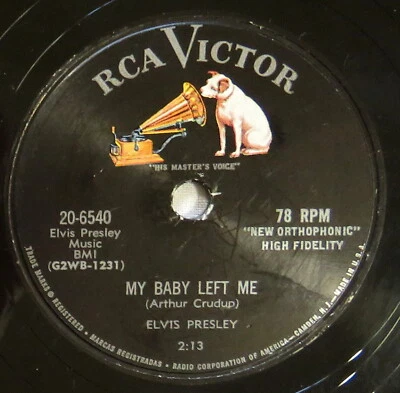 RCA VICTOR
"HIS MASTER'S VOICE"
20-6540
Elvis Presley
Music
BMI
(G2WB-1231)
78 RPM
"NEW ORTHOPHONIC"
HIGH FIDELITY
MY BABY LEFT ME
(Arthur Crudup)
ELVIS PRESLEY
2:13
TRADE MARKS ® REGISTERED • MARCAS REGISTRADAS • RADIO CORPORATION OF AMERICA—CAMDEN, N. J.